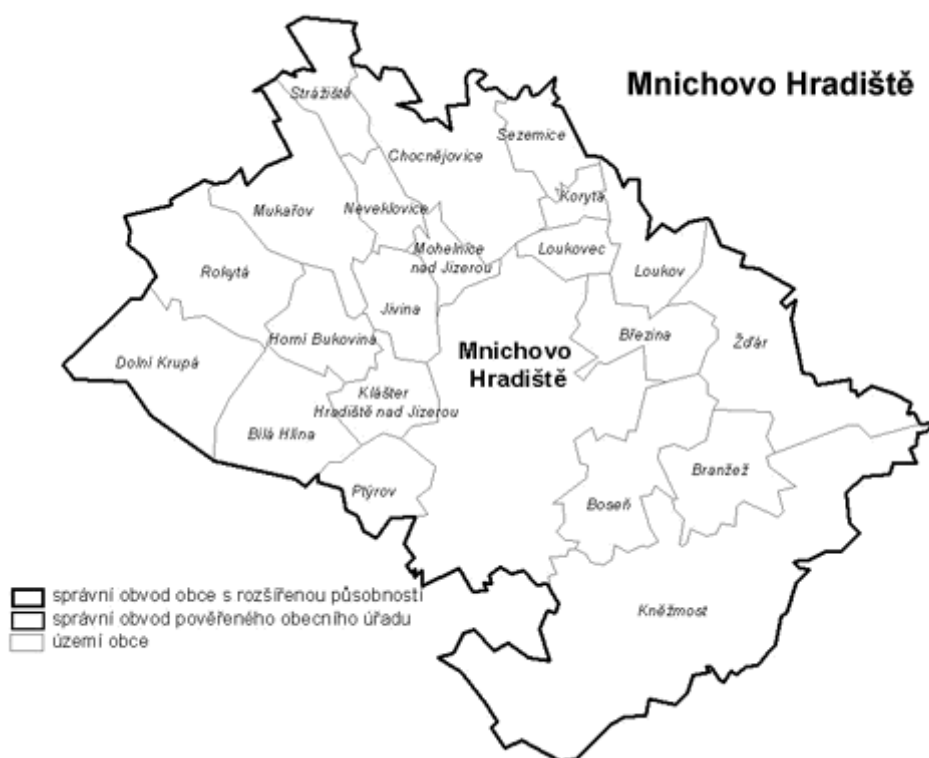 Mnichovo Hradiště
Strážiště
Sezemice
Chocnějovice
Koryta
Mukařov
Neveklovice
Mohelnice
nad Jizerou
Loukovec
Rokytá
Loukov
Jivina
Horní Bukovina
Březina
Žďár
Mnichovo
Hradiště
Dolní Krupá
Klášter
Hradiště nad Jizerou
Bílá Hlína
Branžež
Ptýrov
Boseň
Kněžmost
správní obvod obce s rozšířenou působností
správní obvod pověřeného obecního úřadu
území obce